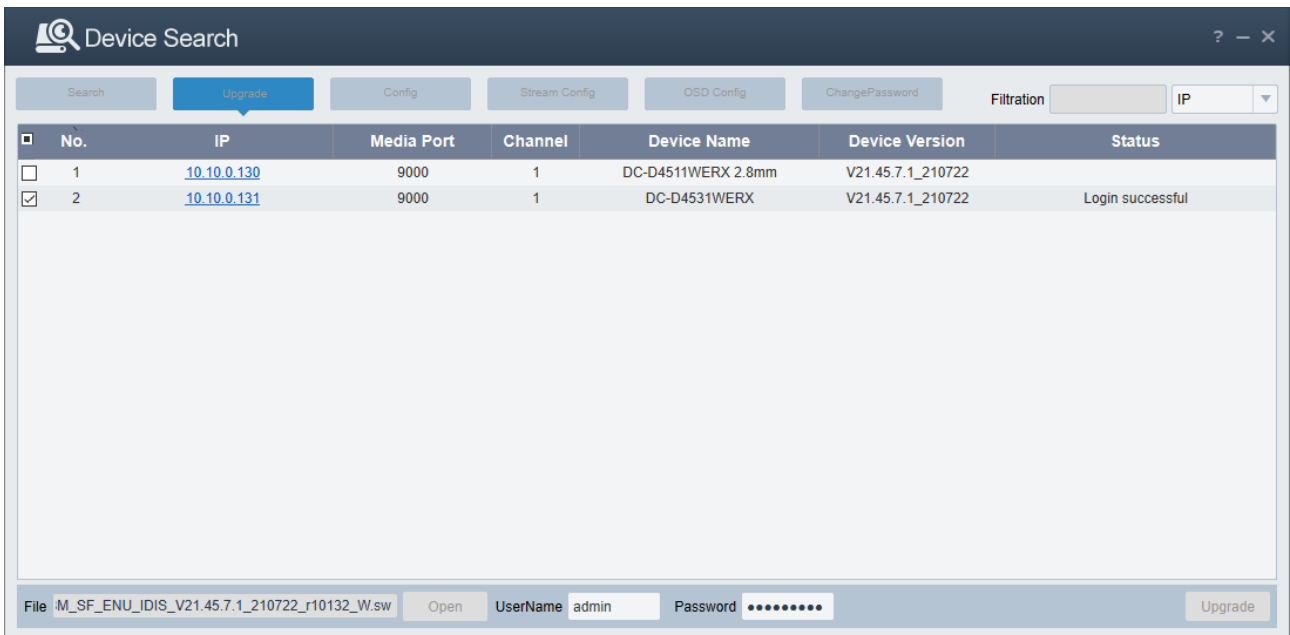 Device Search
? – ×
Search Upgrade Config Stream Config OSD Config ChangePassword Filtration IP
No. IP Media Port Channel Device Name Device Version Status
1 10.10.0.130 9000 1 DC-D4511WERX 2.8mm V21.45.7.1_210722
2 10.10.0.131 9000 1 DC-D4531WERX V21.45.7.1_210722 Login successful
File M_SF_ENU_IDIS_V21.45.7.1_210722_r10132_W.sw Open UserName admin Password ●●●●●●●●● Upgrade